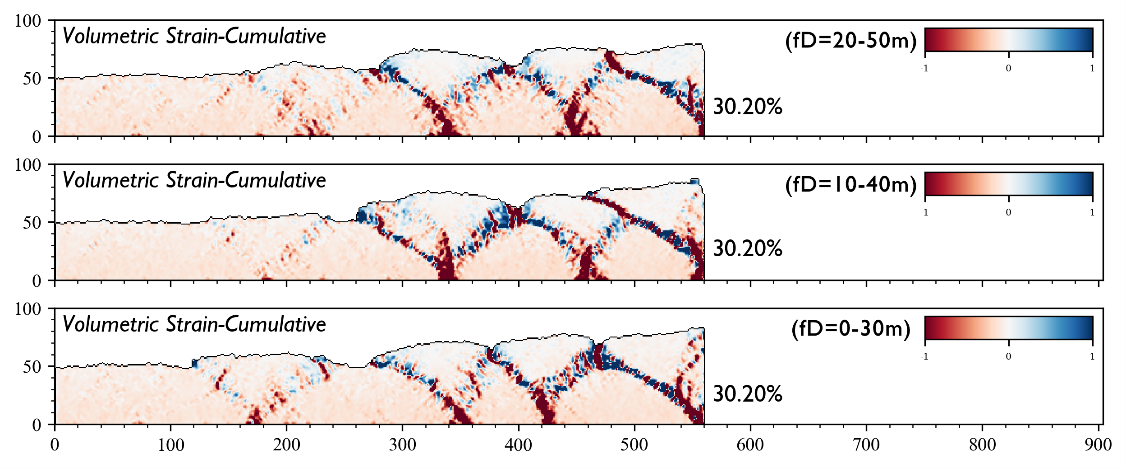 100
Volumetric Strain-Cumulative
(fD=20-50m)
1 0 1
50
30.20%
0
100
Volumetric Strain-Cumulative
(fD=10-40m)
1 0 1
50
30.20%
0
100
Volumetric Strain-Cumulative
(fD=0-30m)
1 0 1
50
30.20%
0
0 100 200 300 400 500 600 700 800 900